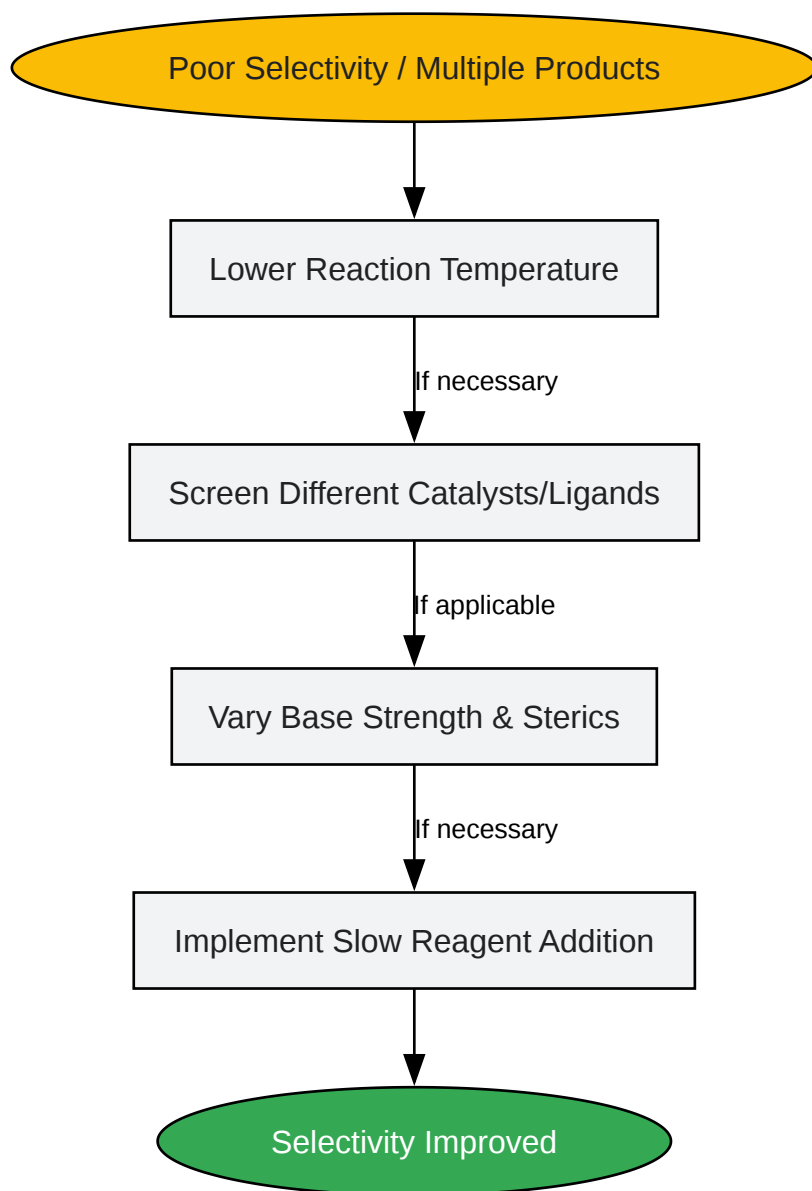 Poor Selectivity / Multiple Products
Lower Reaction Temperature
If necessary
Screen Different Catalysts/Ligands
If applicable
Vary Base Strength & Sterics
If necessary
Implement Slow Reagent Addition
Selectivity Improved